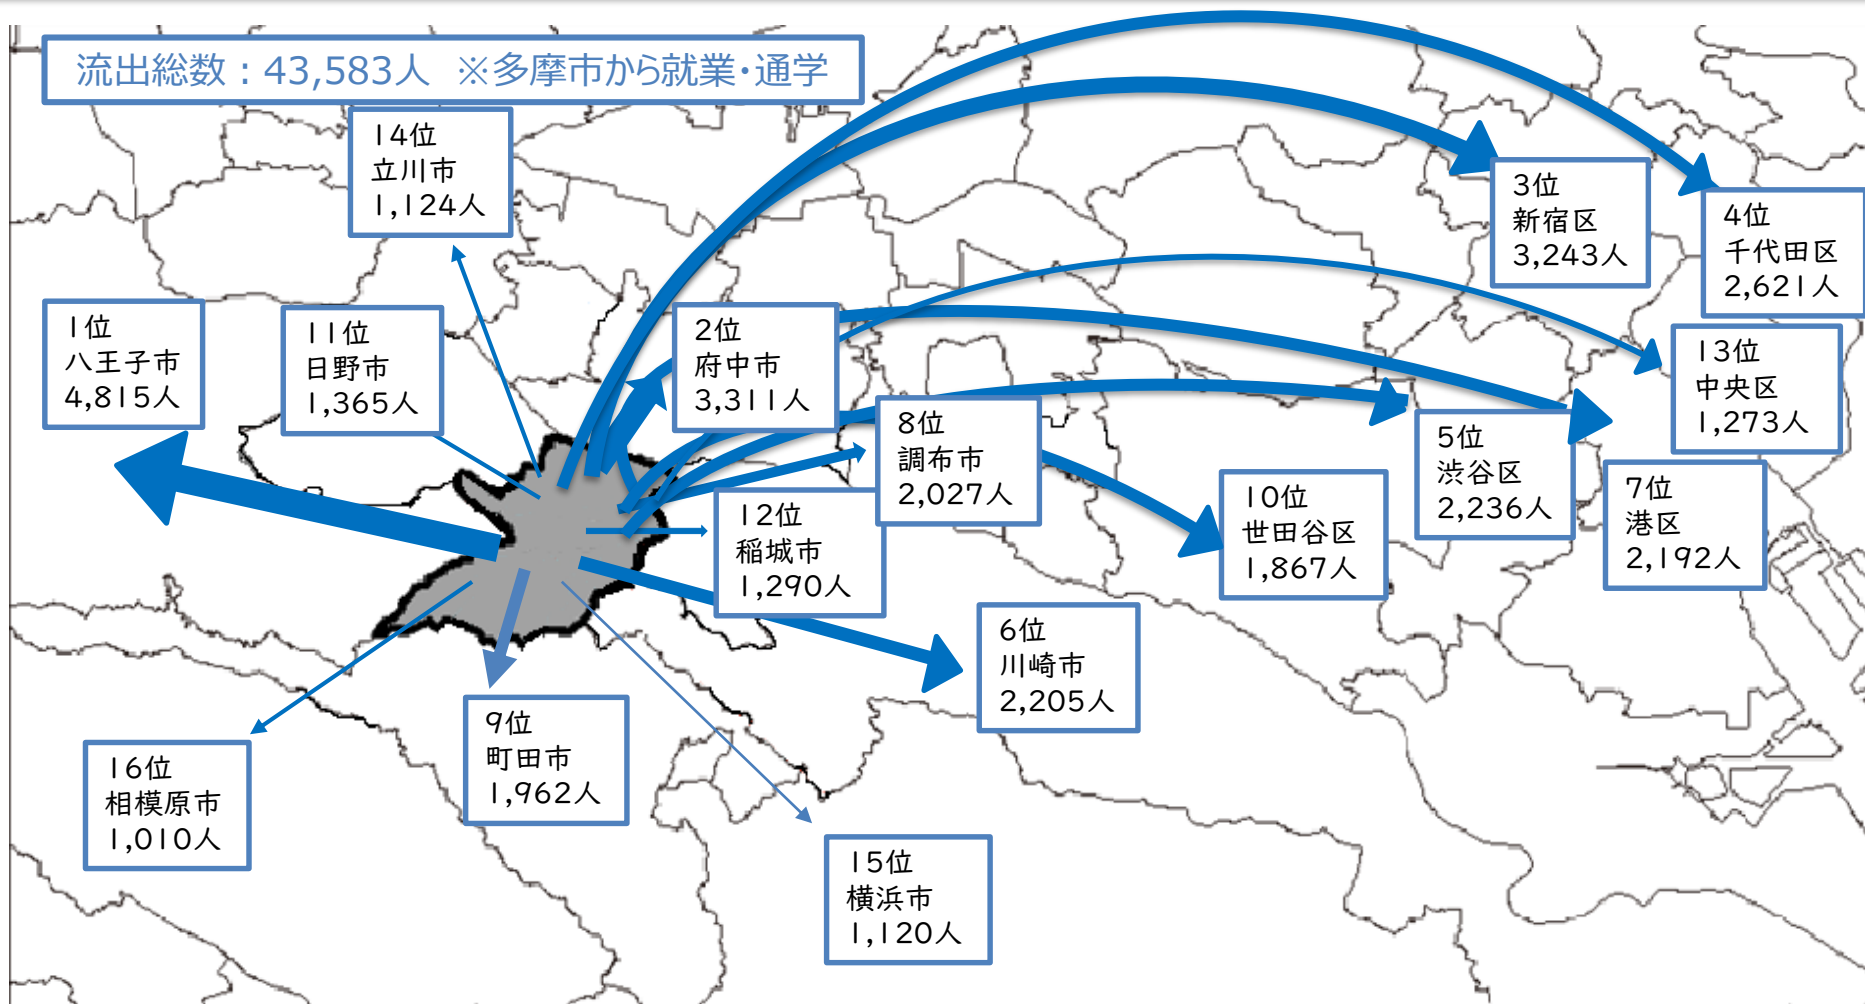 流出総数：43,583人 ※多摩市から就業・通学
14位
立川市
1,124人
3位
新宿区
3,243人
4位
千代田区
2,621人
1位
八王子市
4,815人
11位
日野市
1,365人
2位
府中市
3,311人
13位
中央区
1,273人
8位
調布市
2,027人
5位
渋谷区
2,236人
7位
港区
2,192人
10位
世田谷区
1,867人
12位
稲城市
1,290人
6位
川崎市
2,205人
9位
町田市
1,962人
16位
相模原市
1,010人
15位
横浜市
1,120人